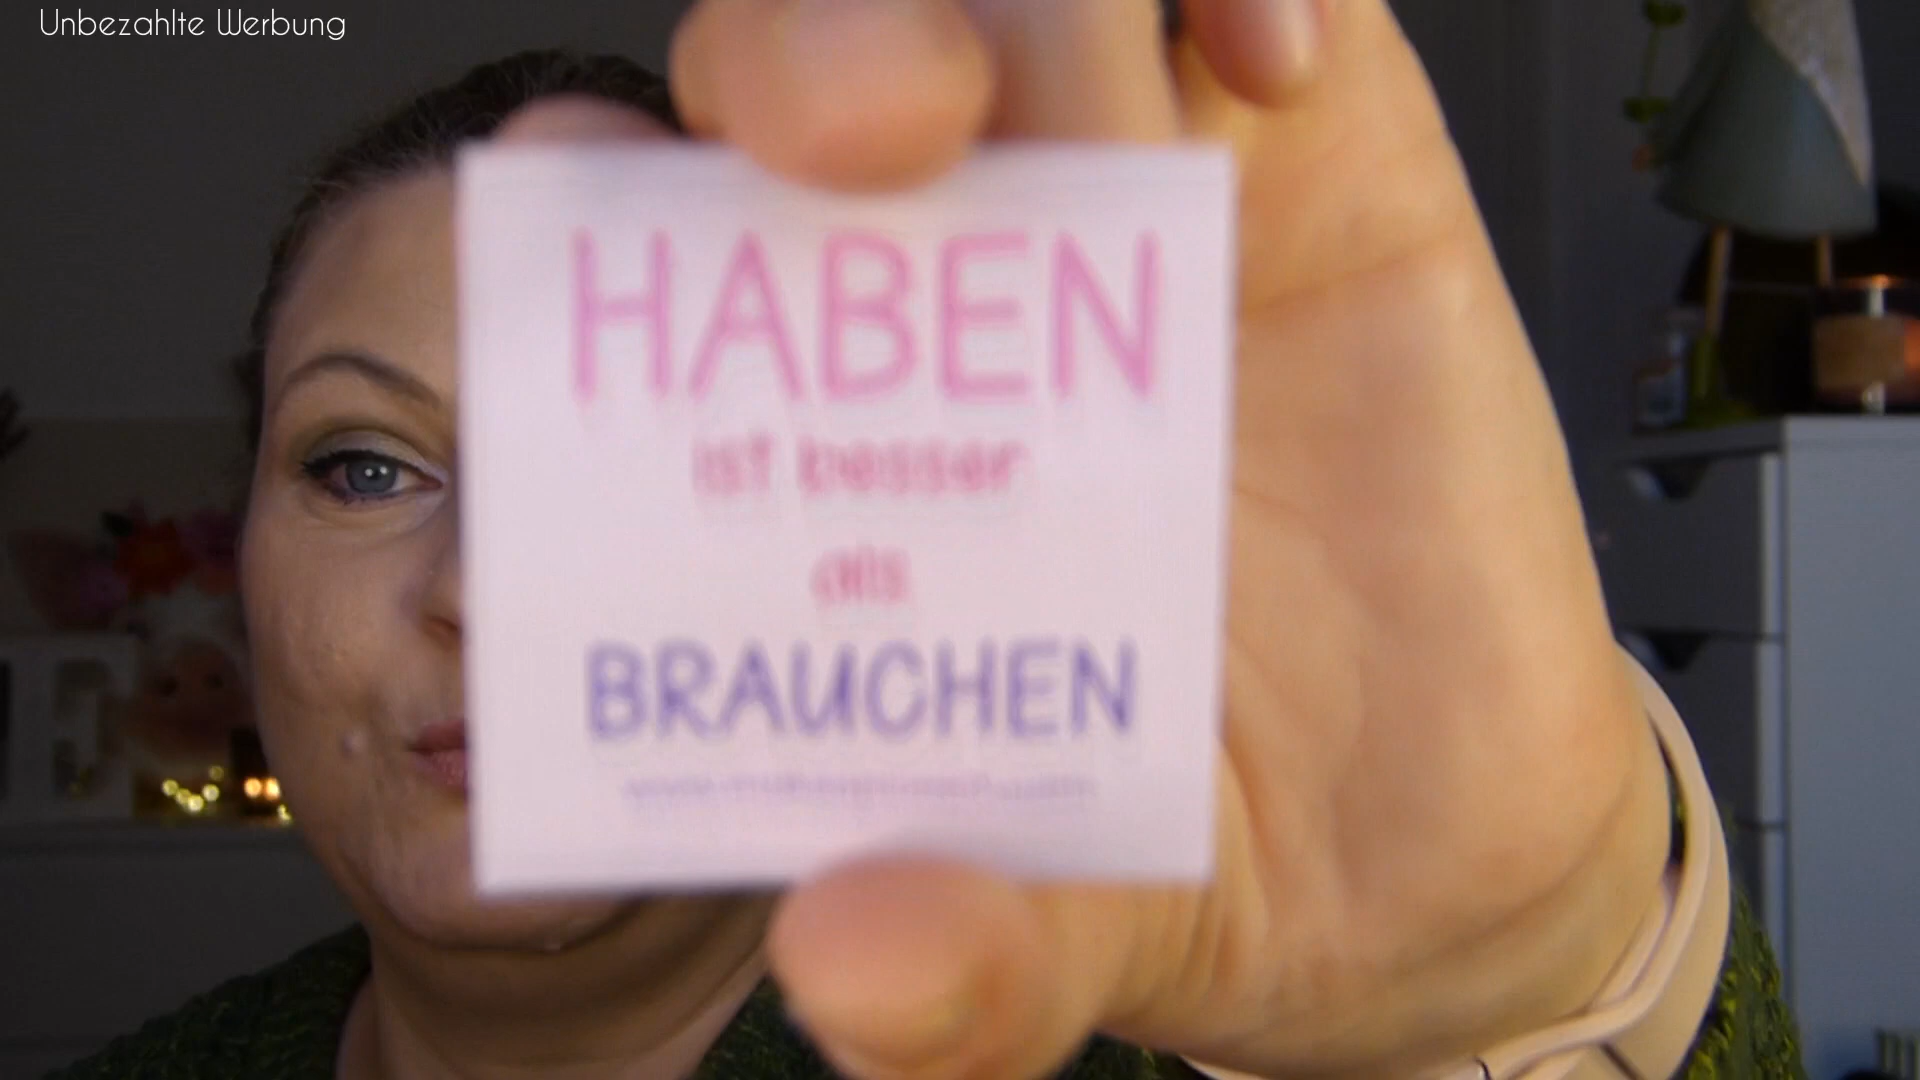 Unbezahlte Werbung
HABEN
ist besser
als
BRAUCHEN